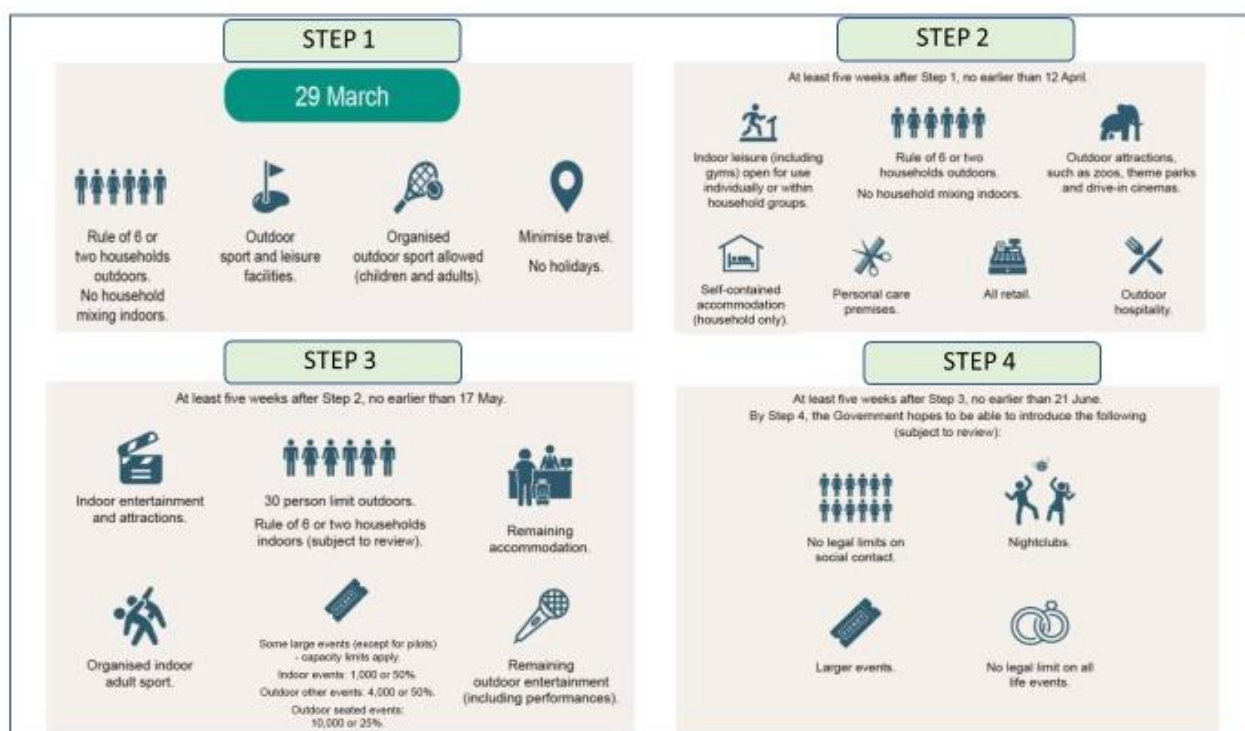 STEP 1
29 March
Rule of 6 or
two households
outdoors.
No household
mixing indoors.
Outdoor
sport and leisure
facilities.
Organised
outdoor sport allowed
(children and adults).
Minimise travel.
No holidays.
STEP 2
At least five weeks after Step 1, no earlier than 12 April.
Indoor leisure (including
gyms) open for use
individually or within
household groups.
Rule of 6 or two
households outdoors.
No household mixing indoors.
Outdoor attractions,
such as zoos, theme parks
and drive-in cinemas.
Self-contained
accommodation
(household only).
Personal care
premises.
All retail.
Outdoor
hospitality.
STEP 3
At least five weeks after Step 2, no earlier than 17 May.
Indoor entertainment
and attractions.
30 person limit outdoors.
Rule of 6 or two households
indoors (subject to review).
Remaining
accommodation.
Organised indoor
adult sport.
Some large events (except for pilots)
- capacity limits apply.
Indoor events: 1,000 or 50%.
Outdoor other events: 4,000 or 50%.
Outdoor seated events:
10,000 or 25%.
Remaining
outdoor entertainment
(including performances).
STEP 4
At least five weeks after Step 3, no earlier than 21 June.
By Step 4, the Government hopes to be able to introduce the following
(subject to review):
No legal limits on
social contact.
Nightclubs.
Larger events.
No legal limit on all
life events.